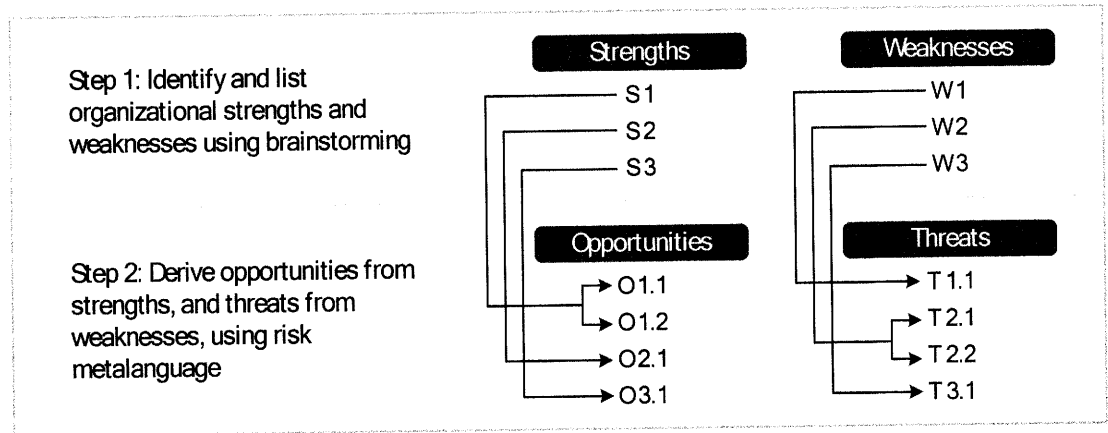 Step 1: Identify and list
organizational strengths and
weaknesses using brainstorming
Strengths
S1
S2
S3
Weaknesses
W1
W2
W3
Step 2: Derive opportunities from
strengths, and threats from
weaknesses, using risk
metalanguage
Opportunities
O1.1
O1.2
O2.1
O3.1
Threats
T1.1
T2.1
T2.2
T3.1